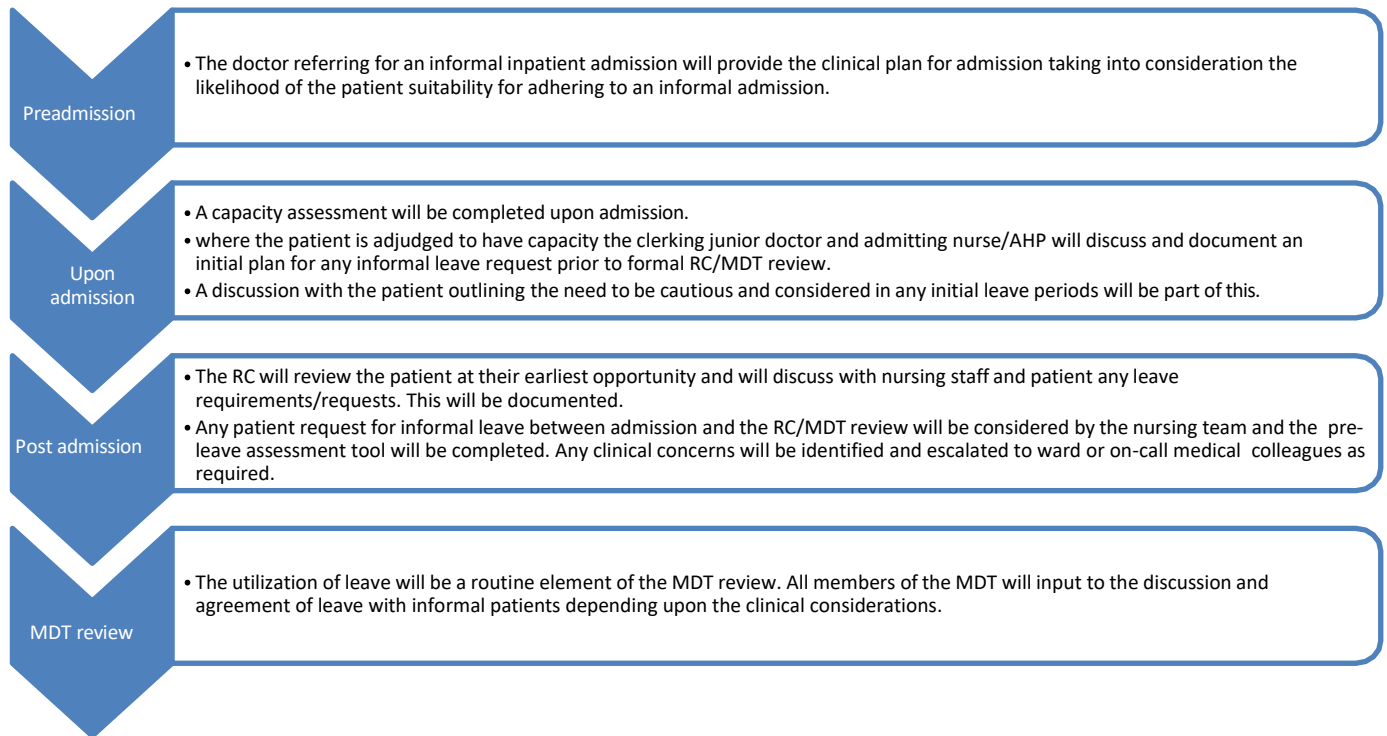 Preadmission
• The doctor referring for an informal inpatient admission will provide the clinical plan for admission taking into consideration the
likelihood of the patient suitability for adhering to an informal admission.
Upon
admission
• A capacity assessment will be completed upon admission.
• where the patient is adjudged to have capacity the clerking junior doctor and admitting nurse/AHP will discuss and document an
initial plan for any informal leave request prior to formal RC/MDT review.
• A discussion with the patient outlining the need to be cautious and considered in any initial leave periods will be part of this.
Post admission
• The RC will review the patient at their earliest opportunity and will discuss with nursing staff and patient any leave
requirements/requests. This will be documented.
• Any patient request for informal leave between admission and the RC/MDT review will be considered by the nursing team and the pre-
leave assessment tool will be completed. Any clinical concerns will be identified and escalated to ward or on-call medical colleagues as
required.
MDT review
• The utilization of leave will be a routine element of the MDT review. All members of the MDT will input to the discussion and
agreement of leave with informal patients depending upon the clinical considerations.